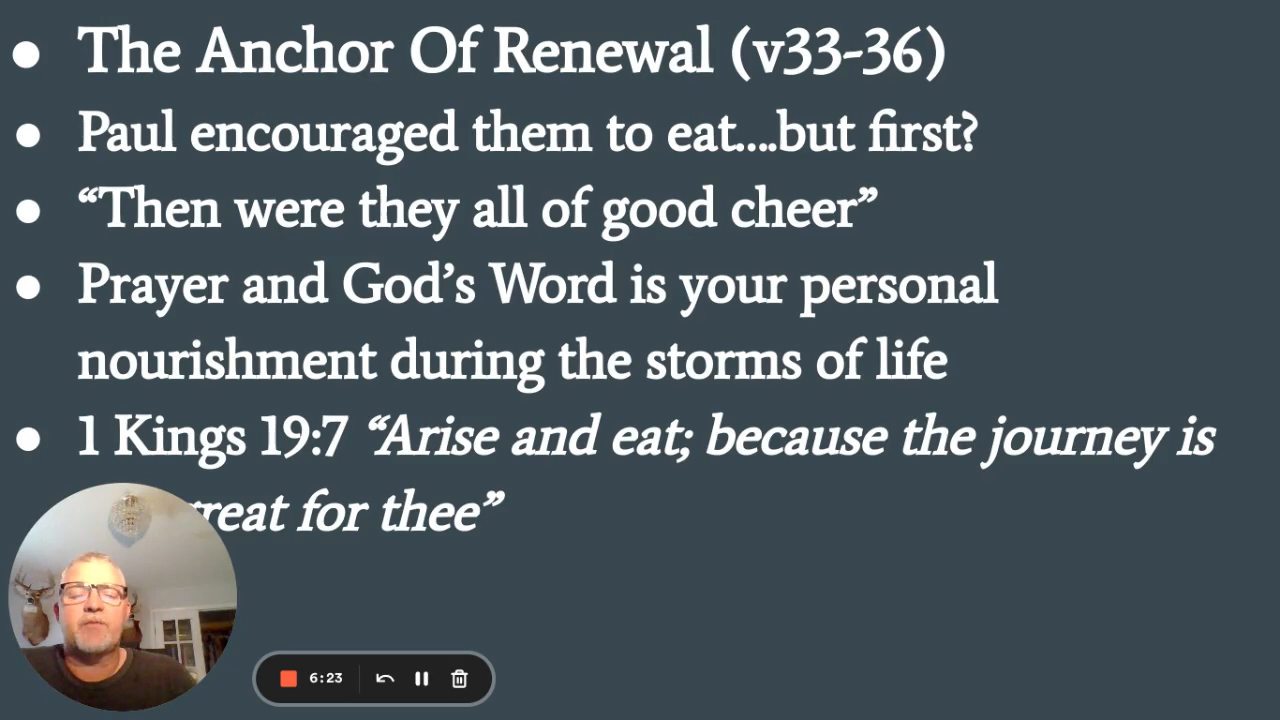 • The Anchor Of Renewal (v33-36)
• Paul encouraged them to eat....but first?
• “Then were they all of good cheer”
• Prayer and God’s Word is your personal
nourishment during the storms of life
• 1 Kings 19:7 “Arise and eat; because the journey is
great for thee”
6:23